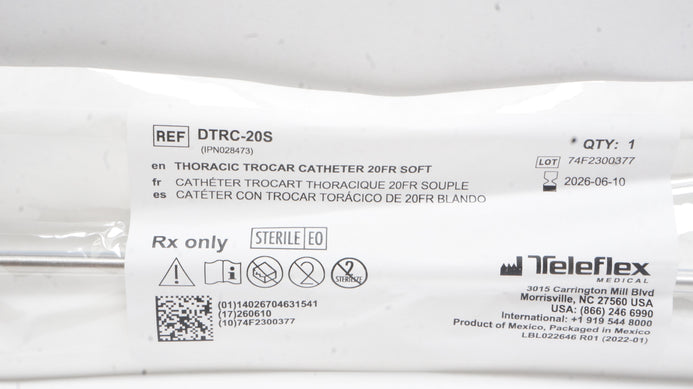 REF DTRC-20S
(IPN028473)
QTY: 1
LOT 74F2300377
2026-06-10
en THORACIC TROCAR CATHETER 20FR SOFT
fr CATHÉTER TROCART THORACIQUE 20FR SOUPLE
es CATÉTER CON TROCAR TORÁCICO DE 20FR BLANDO
Rx only STERILE EO
2 STERILIZE
(01)14026704631541
(17)260610
(10)74F2300377
Teleflex
MEDICAL
3015 Carrington Mill Blvd
Morrisville, NC 27560 USA
USA: (866) 246 6990
International: +1 919 544 8000
Product of Mexico, Packaged in Mexico
LBL022646 R01 (2022-01)